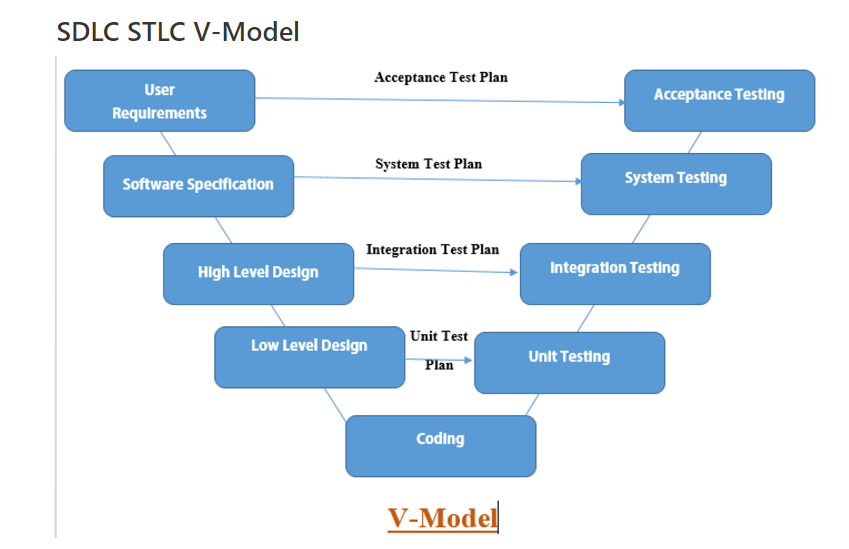 SDLC STLC V-Model
Acceptance Test Plan
User
Requirements
Acceptance Testing
System Test Plan
Software Specification
System Testing
Integration Test Plan
High Level Design
Integration Testing
Unit Test
Plan
Low Level Design
Unit Testing
Coding
V-Model